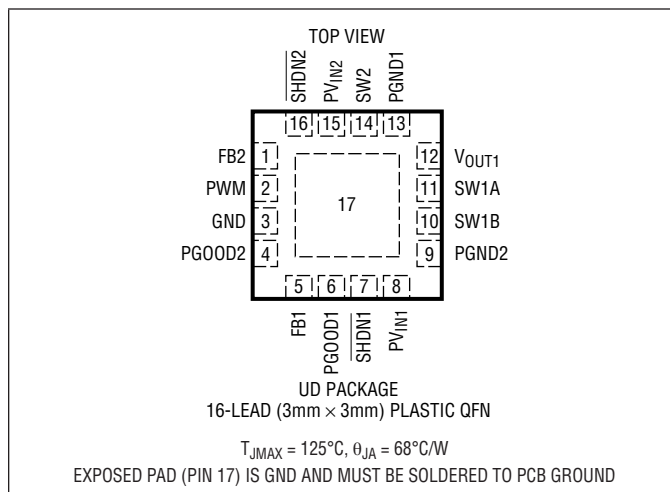 TOP VIEW
SHDN2
PVIN2
SW2
PGND1
16 15 14 13
FB2 1
PWM 2
GND 3
PGOOD2 4
17
12 VOUT1
11 SW1A
10 SW1B
9 PGND2
5 6 7 8
FB1
PGOOD1
SHDN1
PVIN1
UD PACKAGE
16-LEAD (3mm × 3mm) PLASTIC QFN
TJMAX = 125°C, θJA = 68°C/W
EXPOSED PAD (PIN 17) IS GND AND MUST BE SOLDERED TO PCB GROUND